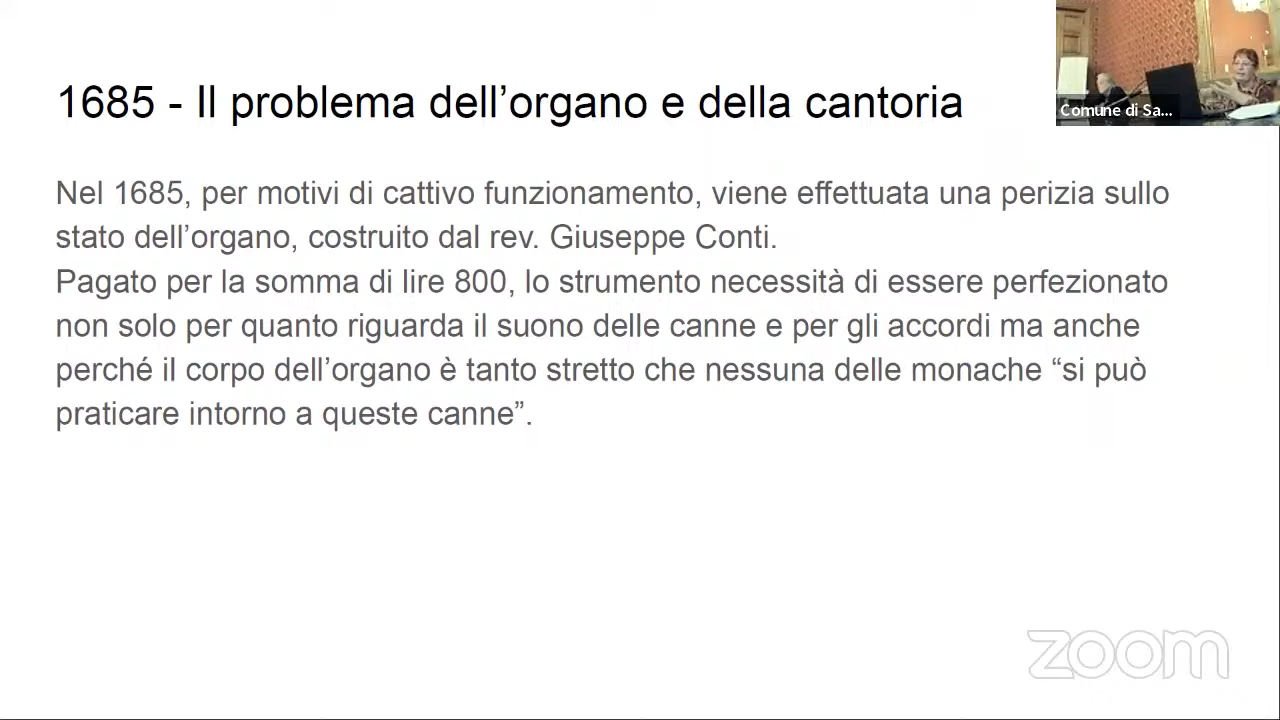 1685 - Il problema dell’organo e della cantoria
Comune di Sa...
Nel 1685, per motivi di cattivo funzionamento, viene effettuata una perizia sullo
stato dell’organo, costruito dal rev. Giuseppe Conti.
Pagato per la somma di lire 800, lo strumento necessità di essere perfezionato
non solo per quanto riguarda il suono delle canne e per gli accordi ma anche
perché il corpo dell’organo è tanto stretto che nessuna delle monache “si può
praticare intorno a queste canne”.
zoom